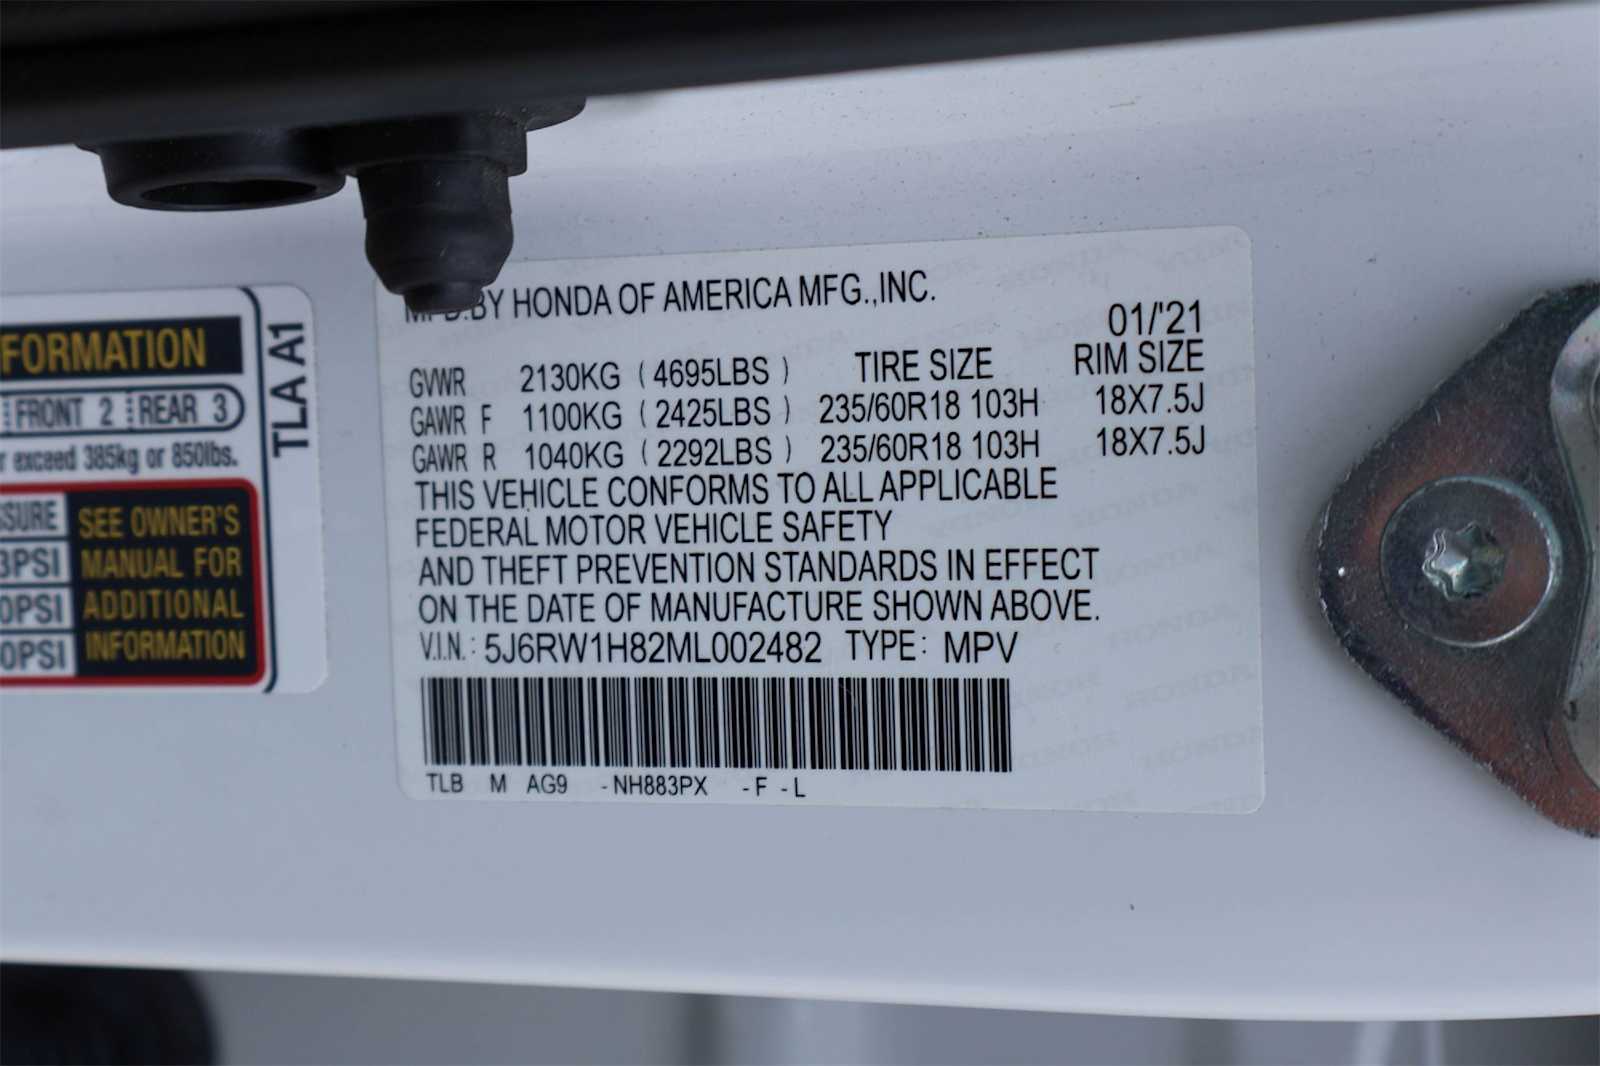 FORMATION
FRONT 2 REAR 3
exceed 385kg or 850lbs.
SEE OWNER'S
MANUAL FOR
ADDITIONAL
INFORMATION
TLA A1
MFD.BY HONDA OF AMERICA MFG.,INC.
01/'21
GVWR 2130KG (4695LBS) TIRE SIZE RIM SIZE
GAWR F 1100KG (2425LBS) 235/60R18 103H 18X7.5J
GAWR R 1040KG (2292LBS) 235/60R18 103H 18X7.5J
THIS VEHICLE CONFORMS TO ALL APPLICABLE
FEDERAL MOTOR VEHICLE SAFETY
AND THEFT PREVENTION STANDARDS IN EFFECT
ON THE DATE OF MANUFACTURE SHOWN ABOVE.
V.I.N.: 5J6RW1H82ML002482 TYPE: MPV
TLB M AG9 -NH883PX -F -L